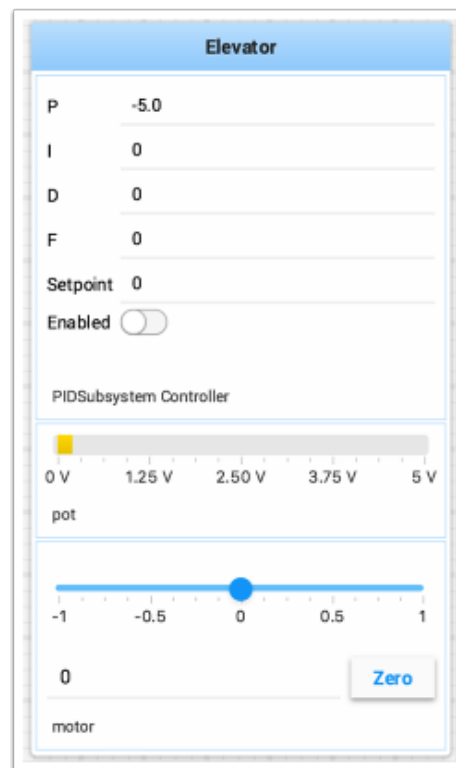 Elevator
P -5.0
I 0
D 0
F 0
Setpoint 0
Enabled
PIDSubsystem Controller
0 V 1.25 V 2.50 V 3.75 V 5 V
pot
-1 -0.5 0 0.5 1
0 Zero
motor